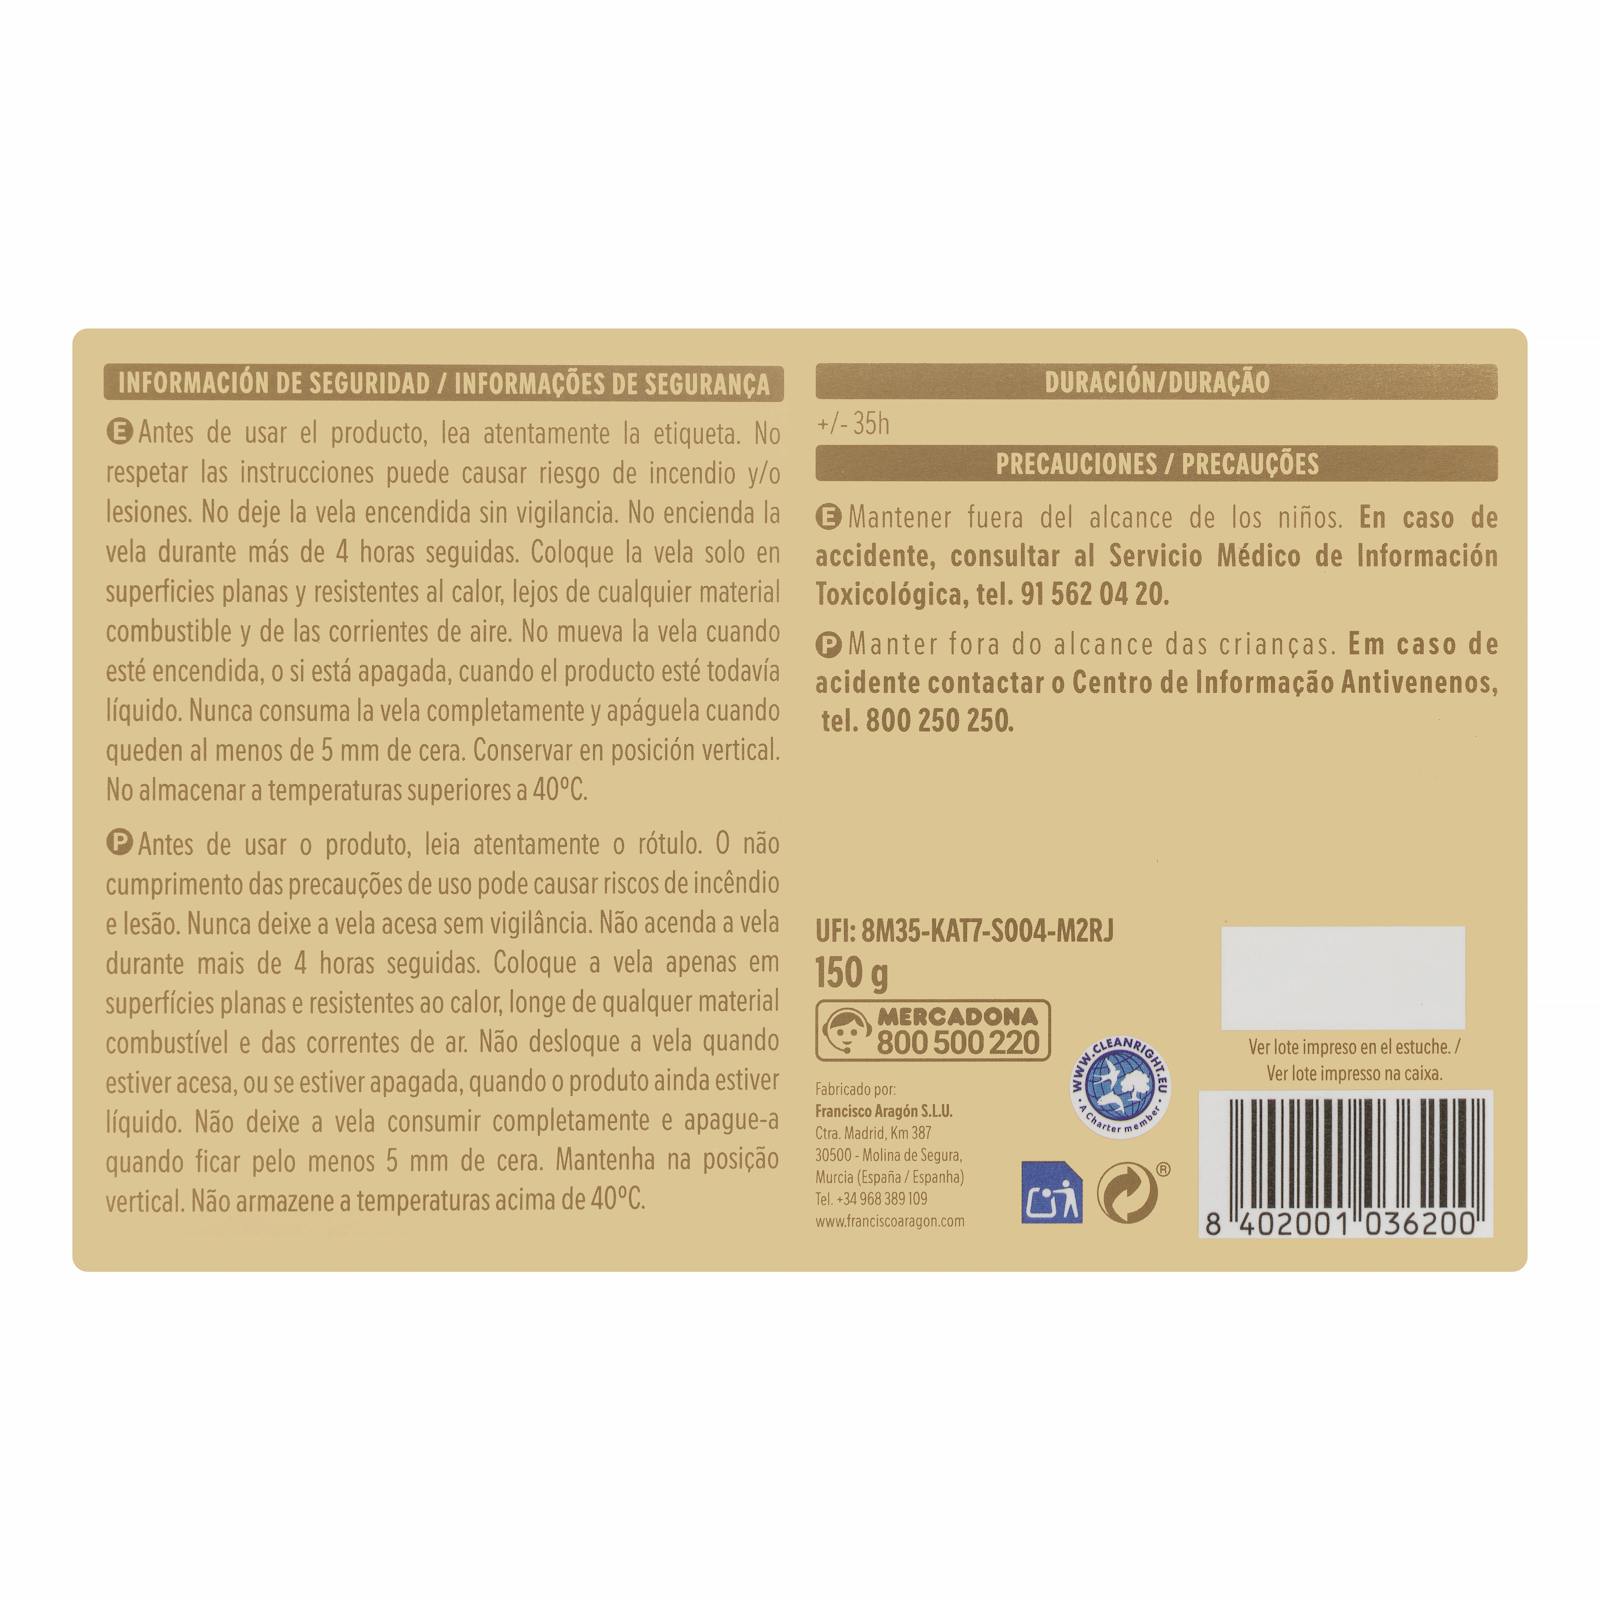 INFORMACIÓN DE SEGURIDAD / INFORMAÇÕES DE SEGURANÇA
E Antes de usar el producto, lea atentamente la etiqueta. No
respetar las instrucciones puede causar riesgo de incendio y/o
lesiones. No deje la vela encendida sin vigilancia. No encienda la
vela durante más de 4 horas seguidas. Coloque la vela solo en
superficies planas y resistentes al calor, lejos de cualquier material
combustible y de las corrientes de aire. No mueva la vela cuando
esté encendida, o si está apagada, cuando el producto esté todavía
líquido. Nunca consuma la vela completamente y apáguela cuando
queden al menos de 5 mm de cera. Conservar en posición vertical.
No almacenar a temperaturas superiores a 40ºC.
P Antes de usar o produto, leia atentamente o rótulo. O não
cumprimento das precauções de uso pode causar riscos de incêndio
e lesão. Nunca deixe a vela acesa sem vigilância. Não acenda a vela
durante mais de 4 horas seguidas. Coloque a vela apenas em
superfícies planas e resistentes ao calor, longe de qualquer material
combustível e das correntes de ar. Não desloque a vela quando
estiver acesa, ou se estiver apagada, quando o produto ainda estiver
líquido. Não deixe a vela consumir completamente e apague-a
quando ficar pelo menos 5 mm de cera. Mantenha na posição
vertical. Não armazene a temperaturas acima de 40ºC.
DURACIÓN/DURAÇÃO
+/- 35h
PRECAUCIONES / PRECAUÇÕES
E Mantener fuera del alcance de los niños. En caso de
accidente, consultar al Servicio Médico de Información
Toxicológica, tel. 91 562 04 20.
P Manter fora do alcance das crianças. Em caso de
acidente contactar o Centro de Informação Antivenenos,
tel. 800 250 250.
UFI: 8M35-KAT7-S004-M2RJ
150 g
MERCADONA
800 500 220
Fabricado por:
Francisco Aragón S.L.U.
Ctra. Madrid, Km 387
30500 - Molina de Segura,
Murcia (España / Espanha)
Tel. +34 968 389 109
www.franciscoaragon.com
WWW.CLEANRIGHT.EU
• A Charter member •
®
Ver lote impreso en el estuche. /
Ver lote impresso na caixa.
8 402001 036200